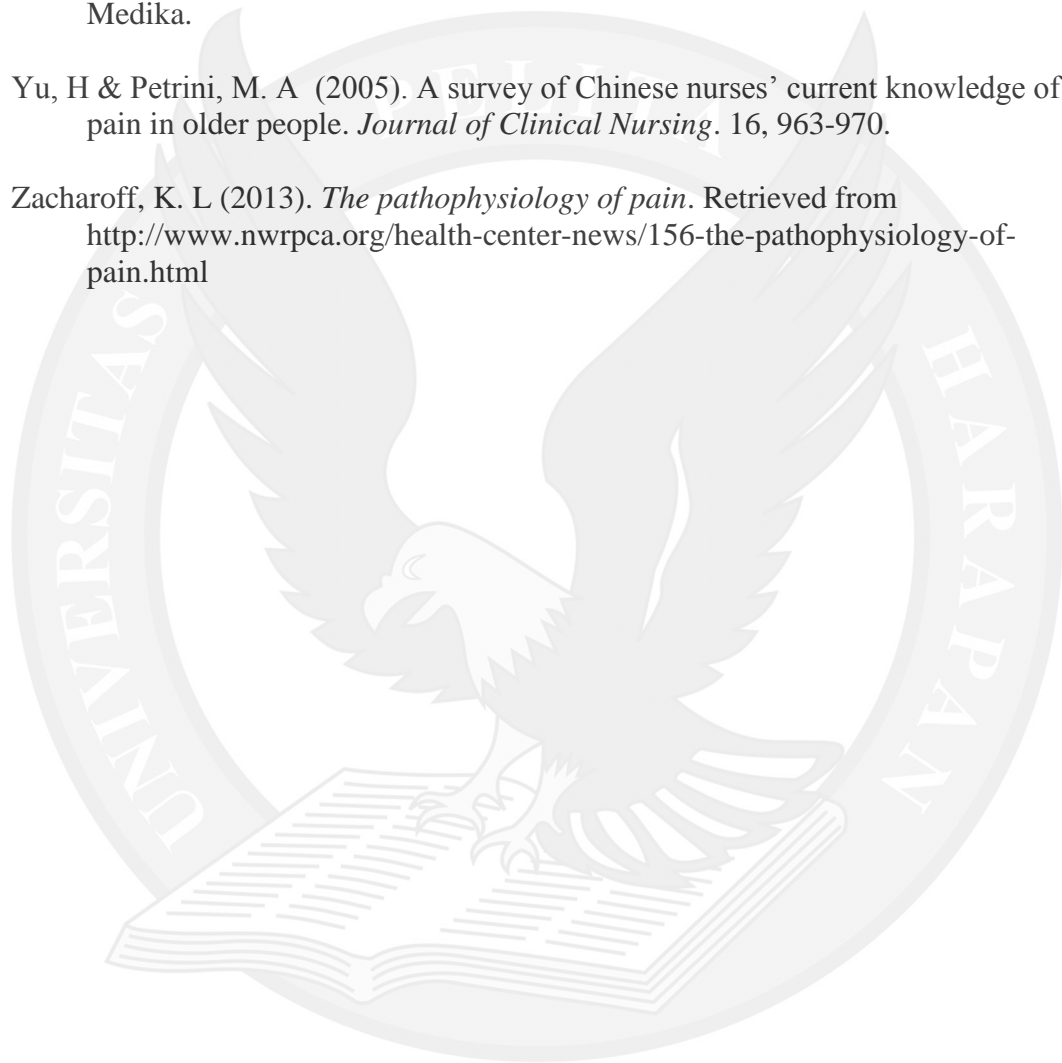 Medika.
Yu, H & Petrini, M. A  (2005). A survey of Chinese nurses’ current knowledge of
pain in older people. Journal of Clinical Nursing. 16, 963-970.
Zacharoff, K. L (2013). The pathophysiology of pain. Retrieved from
http://www.nwrpca.org/health-center-news/156-the-pathophysiology-of-
pain.html
UNIVERSITAS PELITA HARAPAN